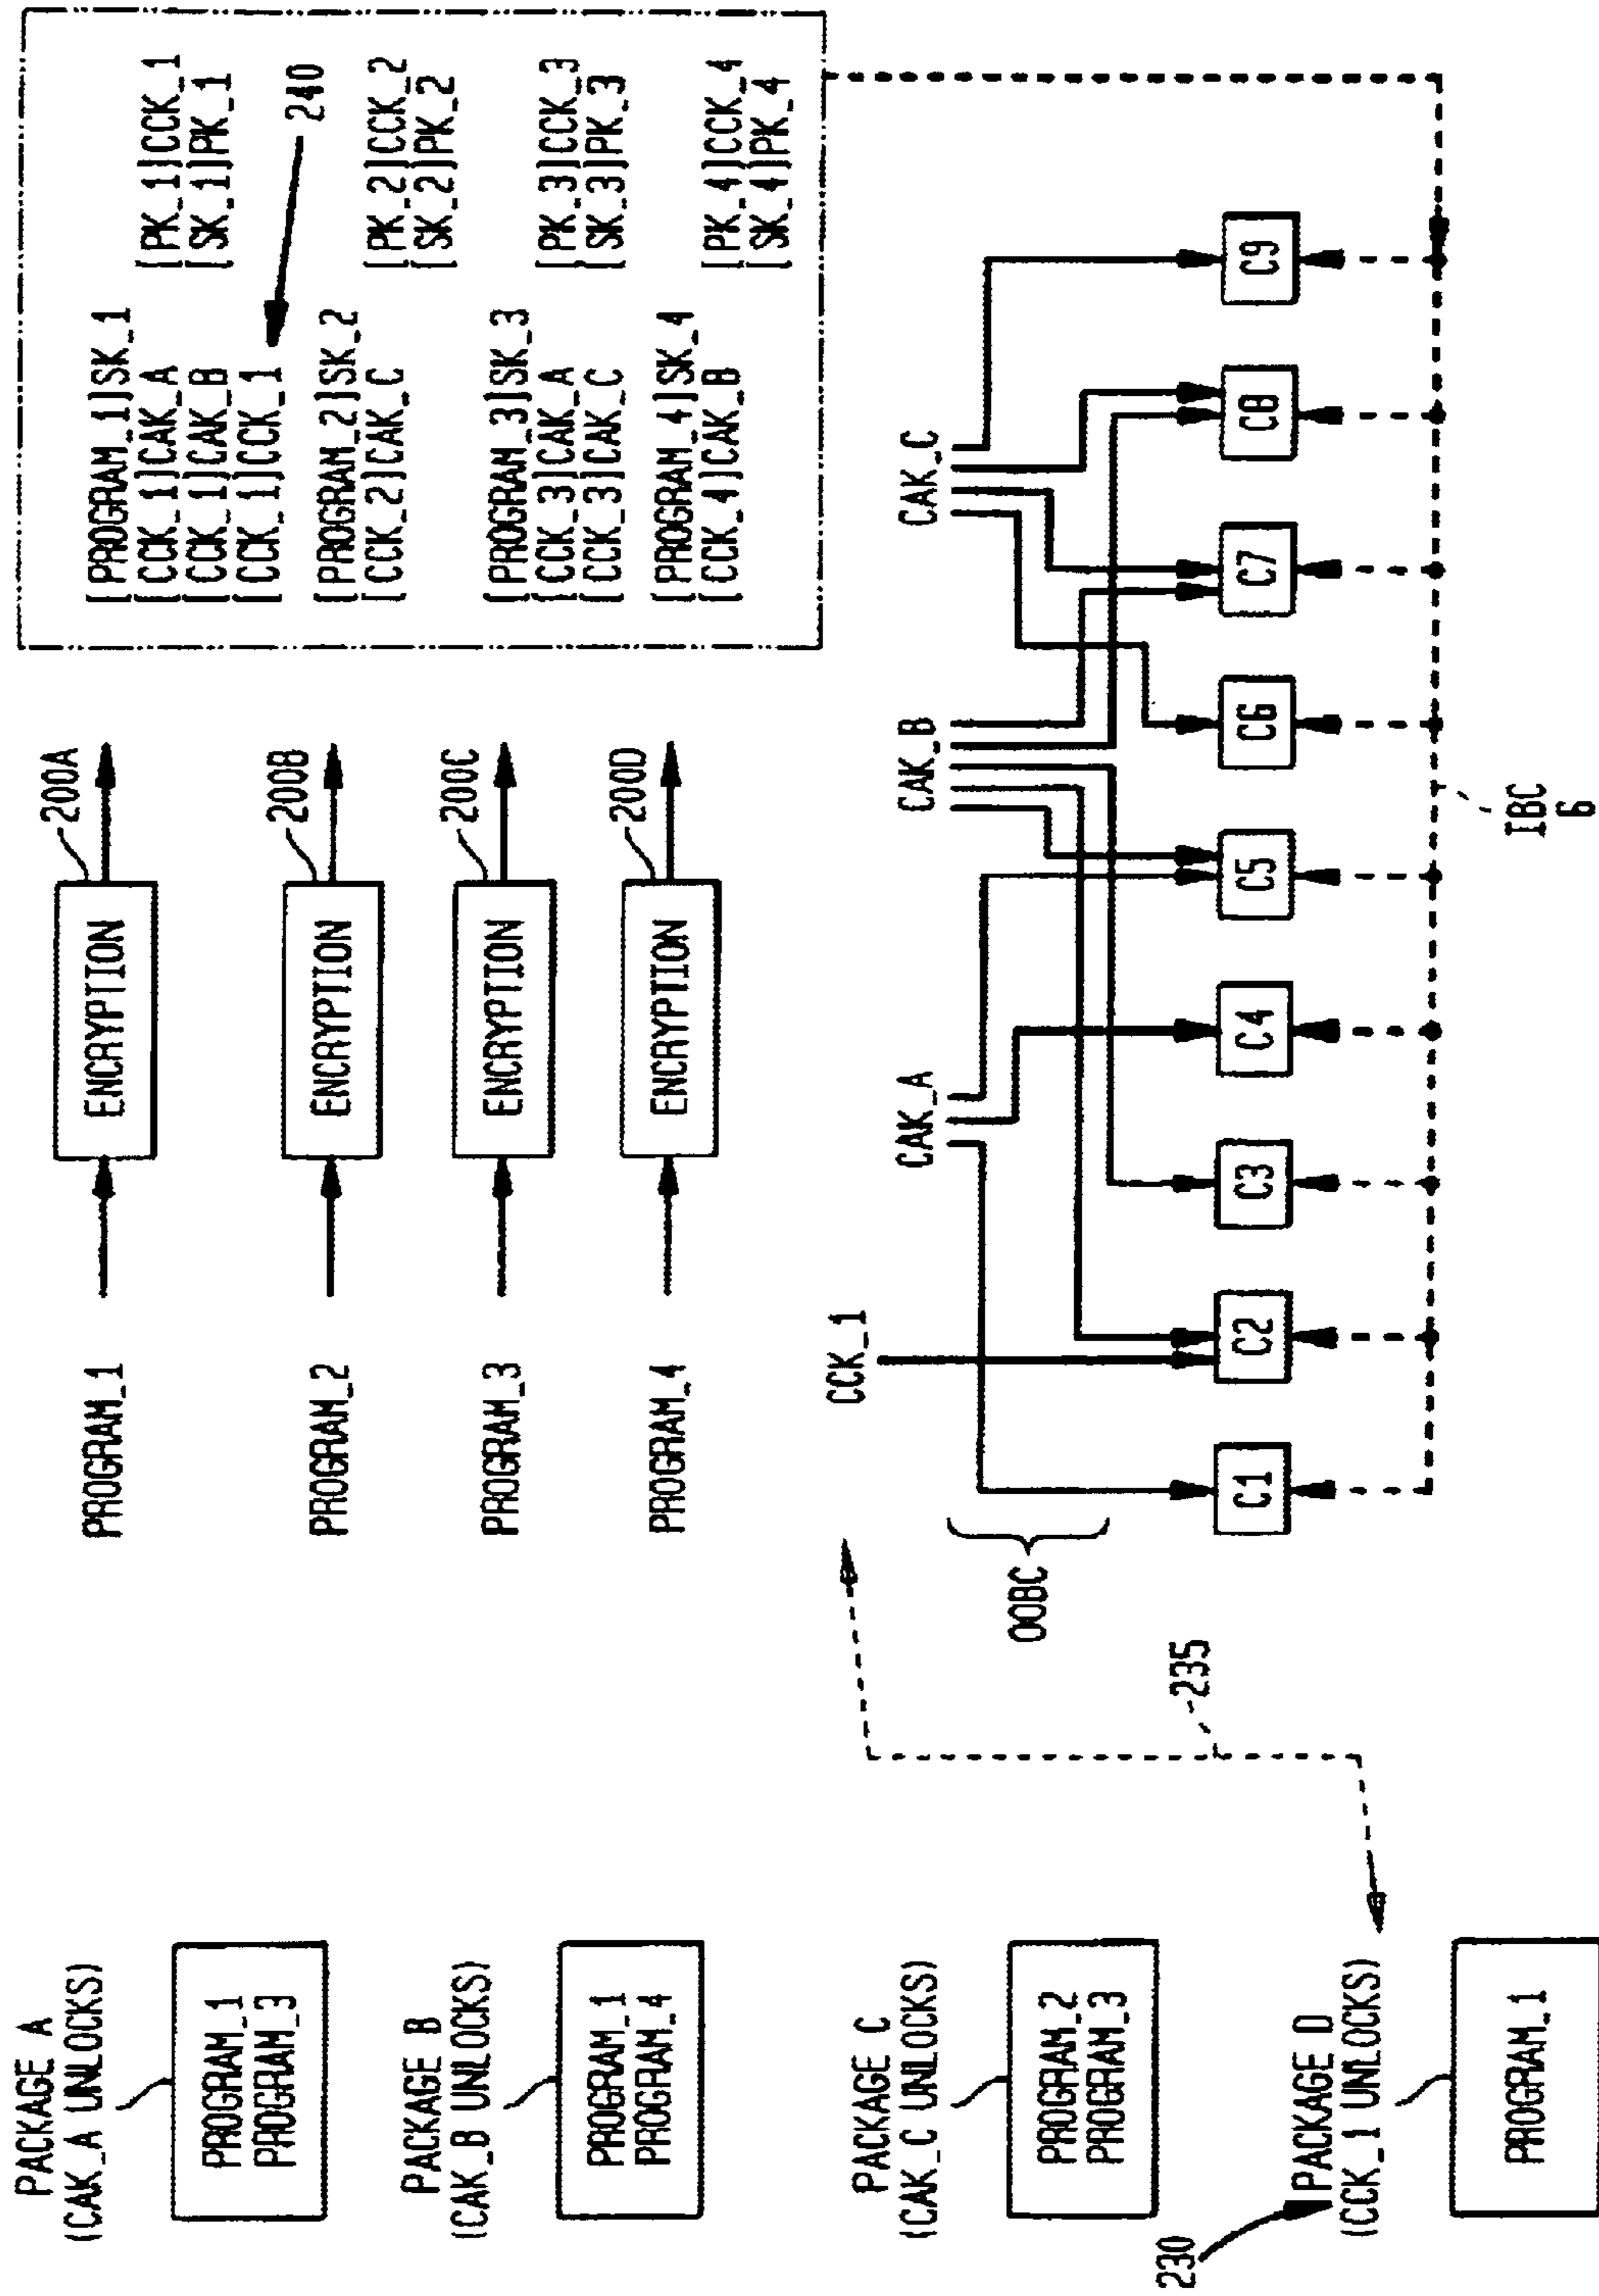 PACKAGE A
(CAK_A UNLOCKS)
PROGRAM_1
PROGRAM_3
PACKAGE B
(CAK_B UNLOCKS)
PROGRAM_1
PROGRAM_4
PACKAGE C
(CAK_C UNLOCKS)
PROGRAM_2
PROGRAM_3
230
PACKAGE D
(CCK_1 UNLOCKS)
PROGRAM_1
235
PROGRAM_1
ENCRYPTION
200A
PROGRAM_2
ENCRYPTION
200B
PROGRAM_3
ENCRYPTION
200C
PROGRAM_4
ENCRYPTION
200D
[PROGRAM_1]SK_1
[CCK_1]CAK_A [PK_1]CCK_1
[CCK_1]CAK_B [SK_1]PK_1
[CCK_1]CCK_1
240
[PROGRAM_2]SK_2
[CCK_2]CAK_C [PK_2]CCK_2
[SK_2]PK_2
[PROGRAM_3]SK_3
[CCK_3]CAK_A [PK_3]CCK_3
[CCK_3]CAK_C [SK_3]PK_3
[PROGRAM_4]SK_4
[CCK_4]CAK_B [PK_4]CCK_4
[SK_4]PK_4
CCK_1
CAK_A
CAK_B
CAK_C
OOBC
C1
C2
C3
C4
C5
C6
C7
C8
C9
IBC
6